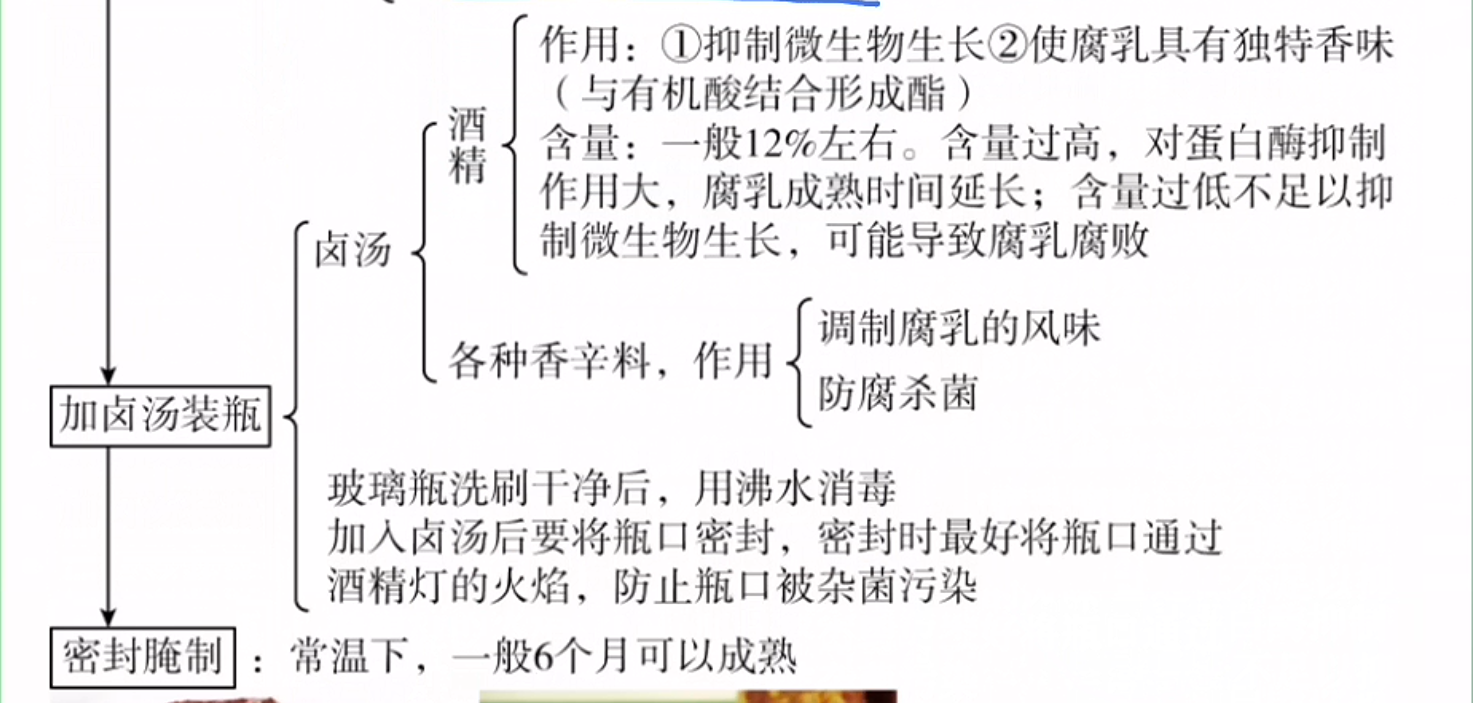 作用：①抑制微生物生长②使腐乳具有独特香味
（与有机酸结合形成酯）
酒精
含量：一般12%左右。含量过高，对蛋白酶抑制
作用大，腐乳成熟时间延长；含量过低不足以抑
制微生物生长，可能导致腐乳腐败
卤汤
各种香辛料，作用
调制腐乳的风味
防腐杀菌
加卤汤装瓶
玻璃瓶洗刷干净后，用沸水消毒
加入卤汤后要将瓶口密封，密封时最好将瓶口通过
酒精灯的火焰，防止瓶口被杂菌污染
密封腌制：常温下，一般6个月可以成熟